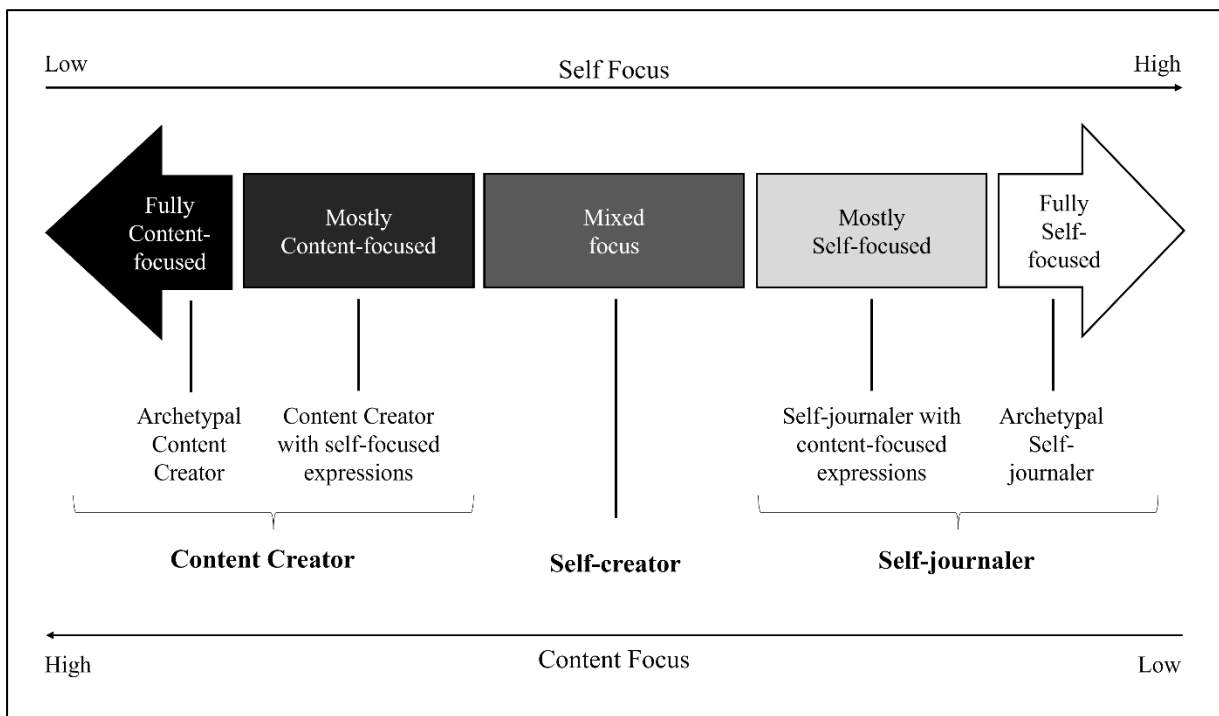 Low
Self Focus
High
Fully
Content-
focused
Mostly
Content-focused
Mixed
focus
Mostly
Self-focused
Fully
Self-
focused
Archetypal
Content
Creator
Content Creator
with self-focused
expressions
Self-journaler with
content-focused
expressions
Archetypal
Self-
journaler
Content Creator
Self-creator
Self-journaler
High
Content Focus
Low